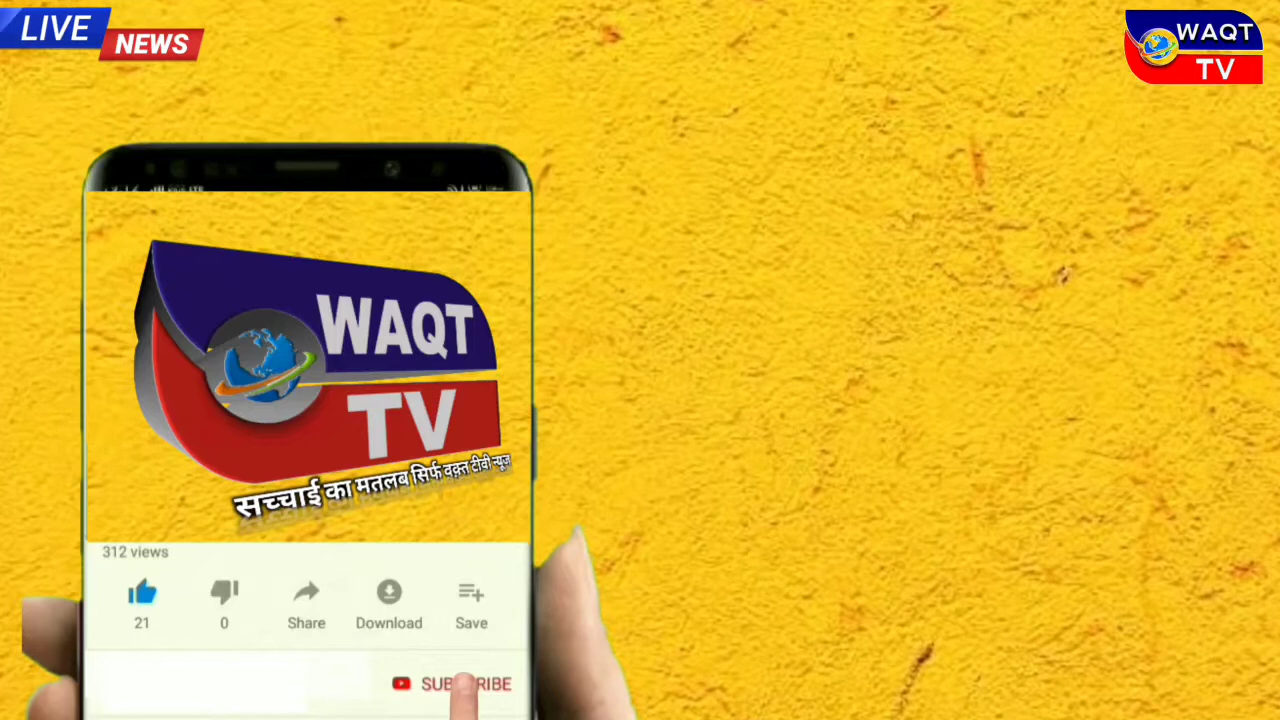 LIVE
NEWS
WAQT
TV
WAQT
TV
सच्चाई का मतलब सिर्फ वक़्त टीवी न्यूज
312 views
21
0
Share
Download
Save
SUBSCRIBE